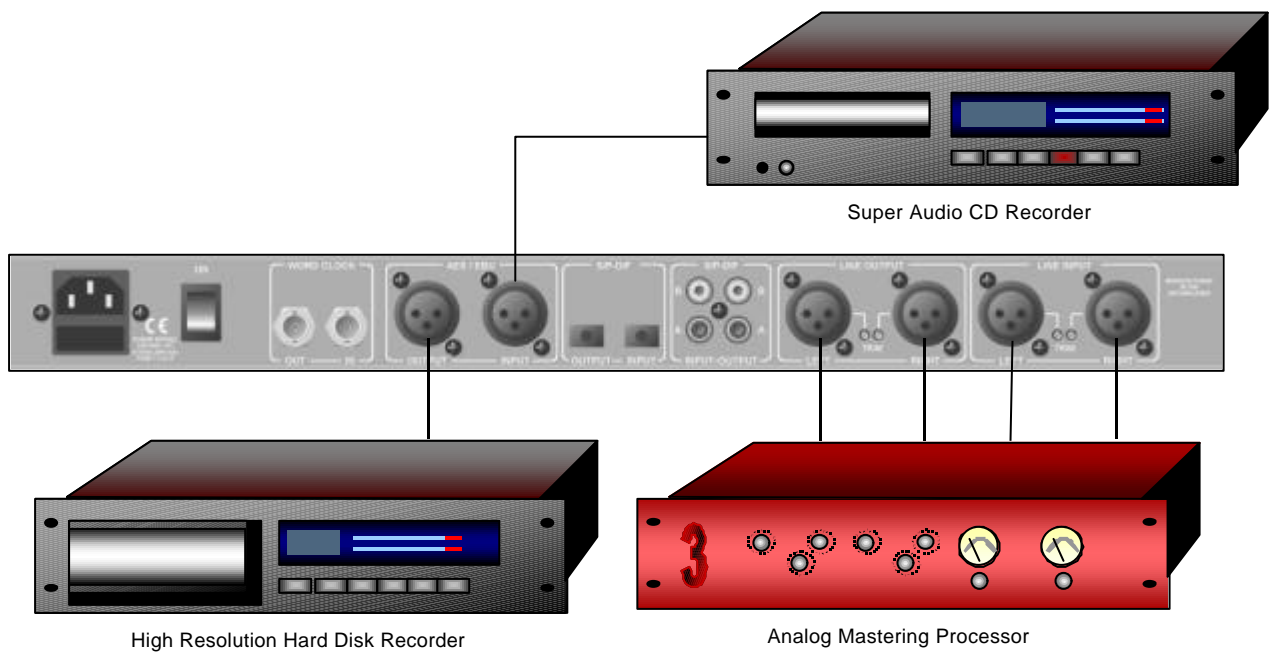 Super Audio CD Recorder
WORD CLOCK
AES / EBU
S/P-DIF
S/P-DIF
LINE OUTPUT
LINE INPUT
B
B
CE
A
A
TRIM
TRIM
OUT
IN
OUTPUT
INPUT
OUTPUT
INPUT
INPUT-OUTPUT
LEFT
RIGHT
LEFT
RIGHT
3
High Resolution Hard Disk Recorder
Analog Mastering Processor